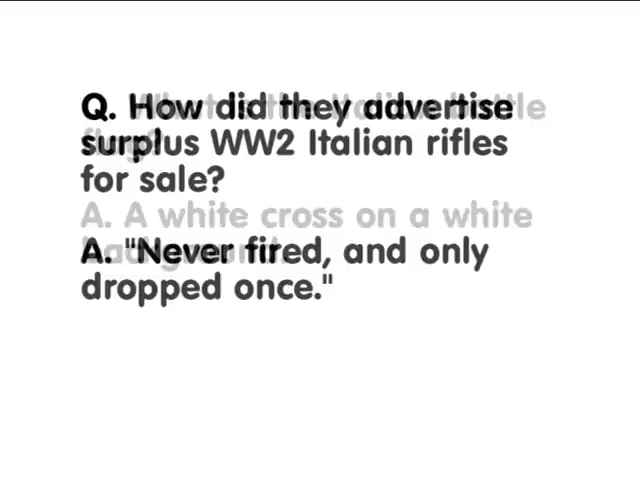 Q. How did they advertise
surplus WW2 Italian rifles
for sale?
A. A white cross on a white
A. "Never fired, and only
dropped once."